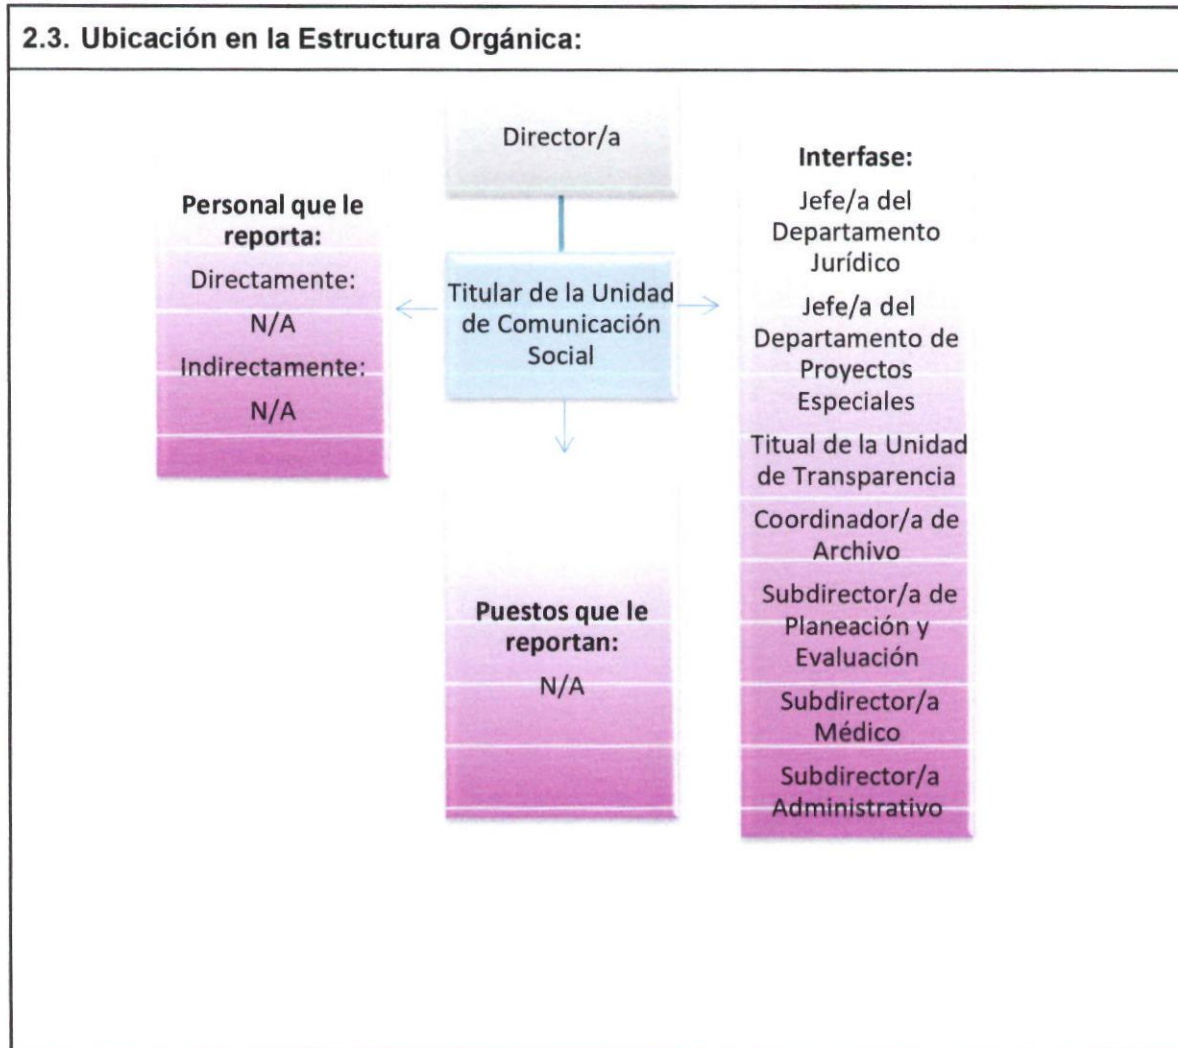 2.3. Ubicación en la Estructura Orgánica:
Director/a
Personal que le
reporta:
Directamente:
N/A
Indirectamente:
N/A
Titular de la Unidad
de Comunicación
Social
Puestos que le
reportan:
N/A
Interfase:
Jefe/a del
Departamento
Jurídico
Jefe/a del
Departamento de
Proyectos
Especiales
Titual de la Unidad
de Transparencia
Coordinador/a de
Archivo
Subdirector/a de
Planeación y
Evaluación
Subdirector/a
Médico
Subdirector/a
Administrativo